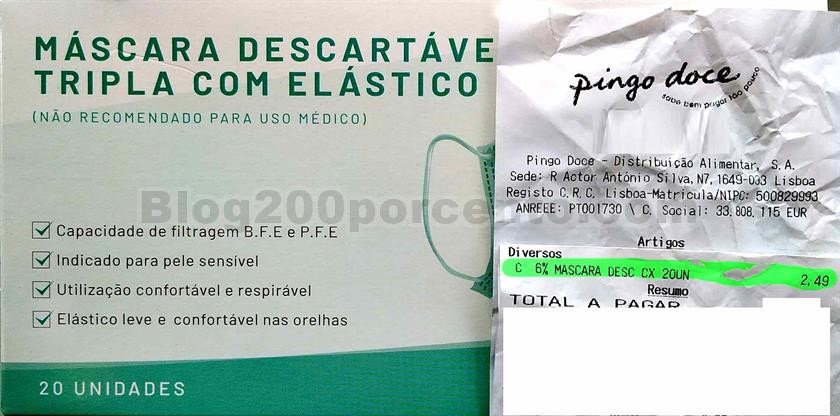 MÁSCARA DESCARTÁVE
TRIPLA COM ELÁSTICO
(NÃO RECOMENDADO PARA USO MÉDICO)
Capacidade de filtragem B.F.E e P.F.E
Indicado para pele sensível
Utilização confortável e respirável
Elástico leve e confortável nas orelhas
20 UNIDADES
pingo doce
sabe bem pagar tão pouco
Pingo Doce - Distribuição Alimentar, S.A.
Sede: R Actor António Silva,N7, 1649-033 Lisboa
Registo C.R.C. Lisboa-Matrícula/NIPC: 500829993
ANREEE: PT001730 \ C. Social: 33.808.115 EUR
Artigos
Diversos
C 6% MASCARA DESC CX 20UN 2,49
Resumo
TOTAL A PAGAR